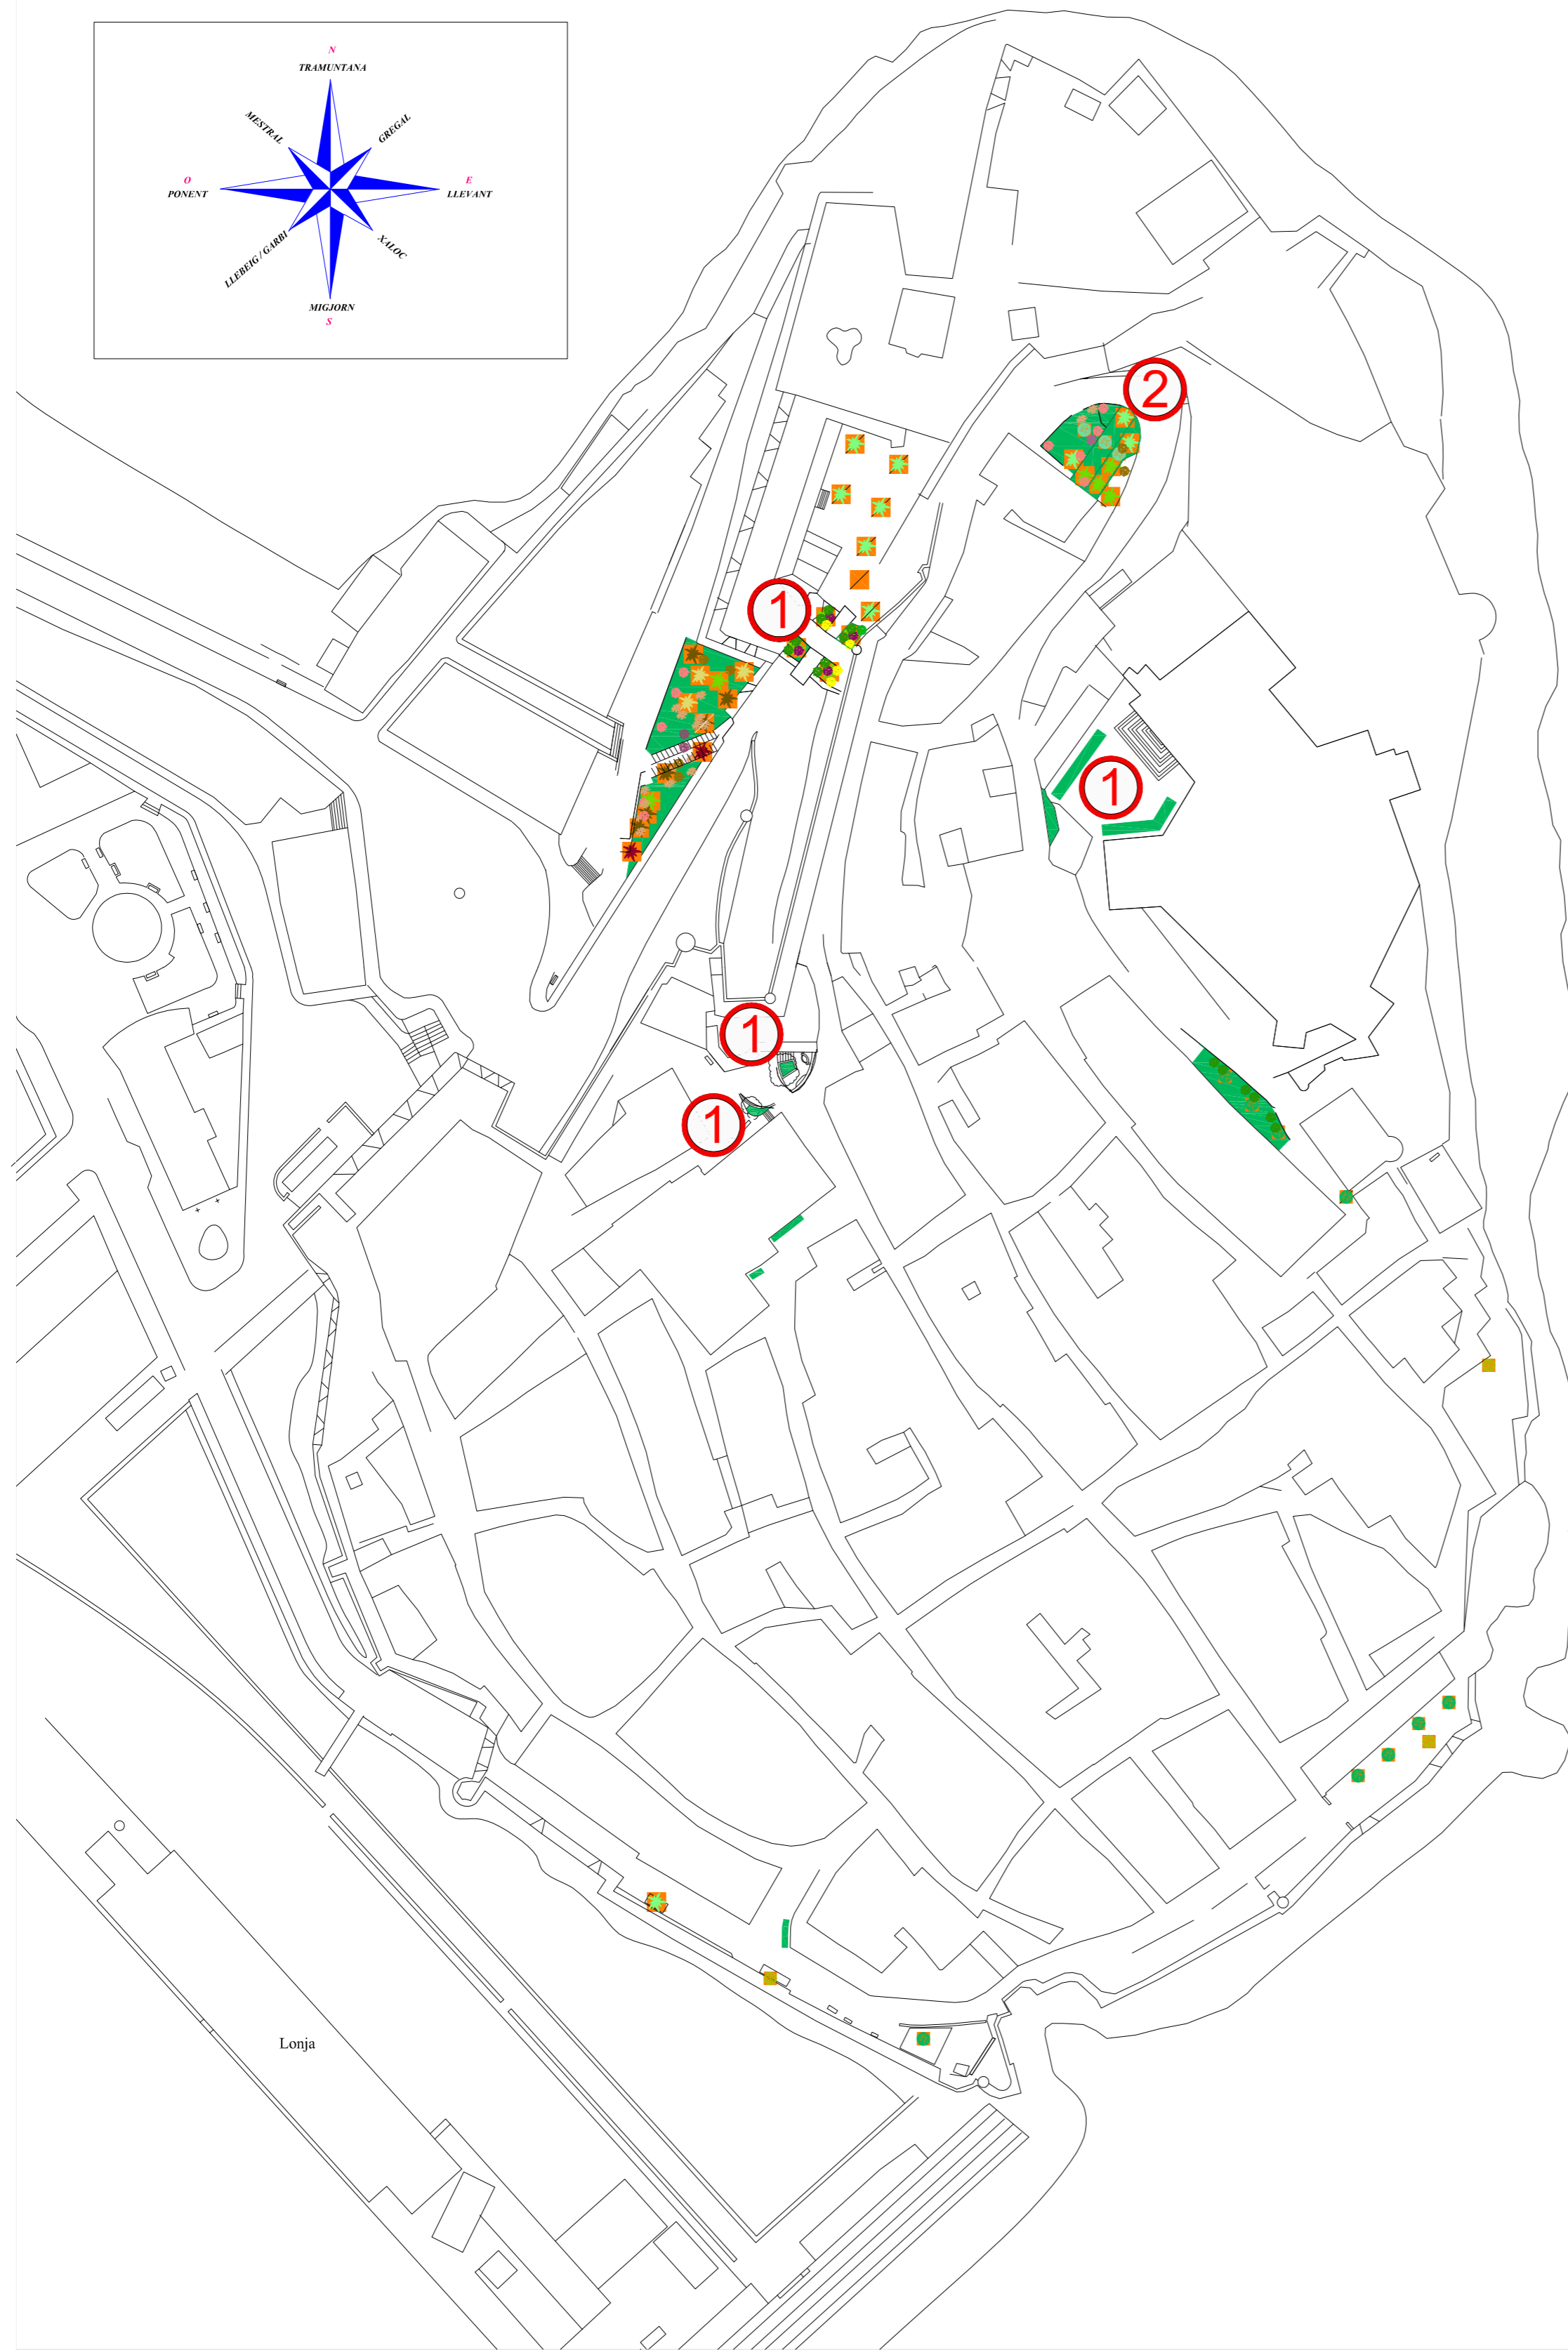 N
TRAMUNTANA
MESTRAL
GREGAL
O
PONENT
E
LLEVANT
LLEBEIG / GARBI
XALOC
MIGJORN
S
2
1
1
1
1
Lonja